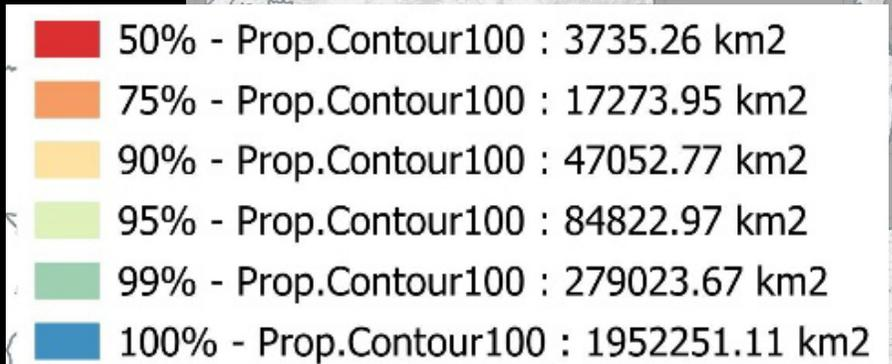 50% - Prop.Contour100 : 3735.26 km2
75% - Prop.Contour100 : 17273.95 km2
90% - Prop.Contour100 : 47052.77 km2
95% - Prop.Contour100 : 84822.97 km2
99% - Prop.Contour100 : 279023.67 km2
100% - Prop.Contour100 : 1952251.11 km2